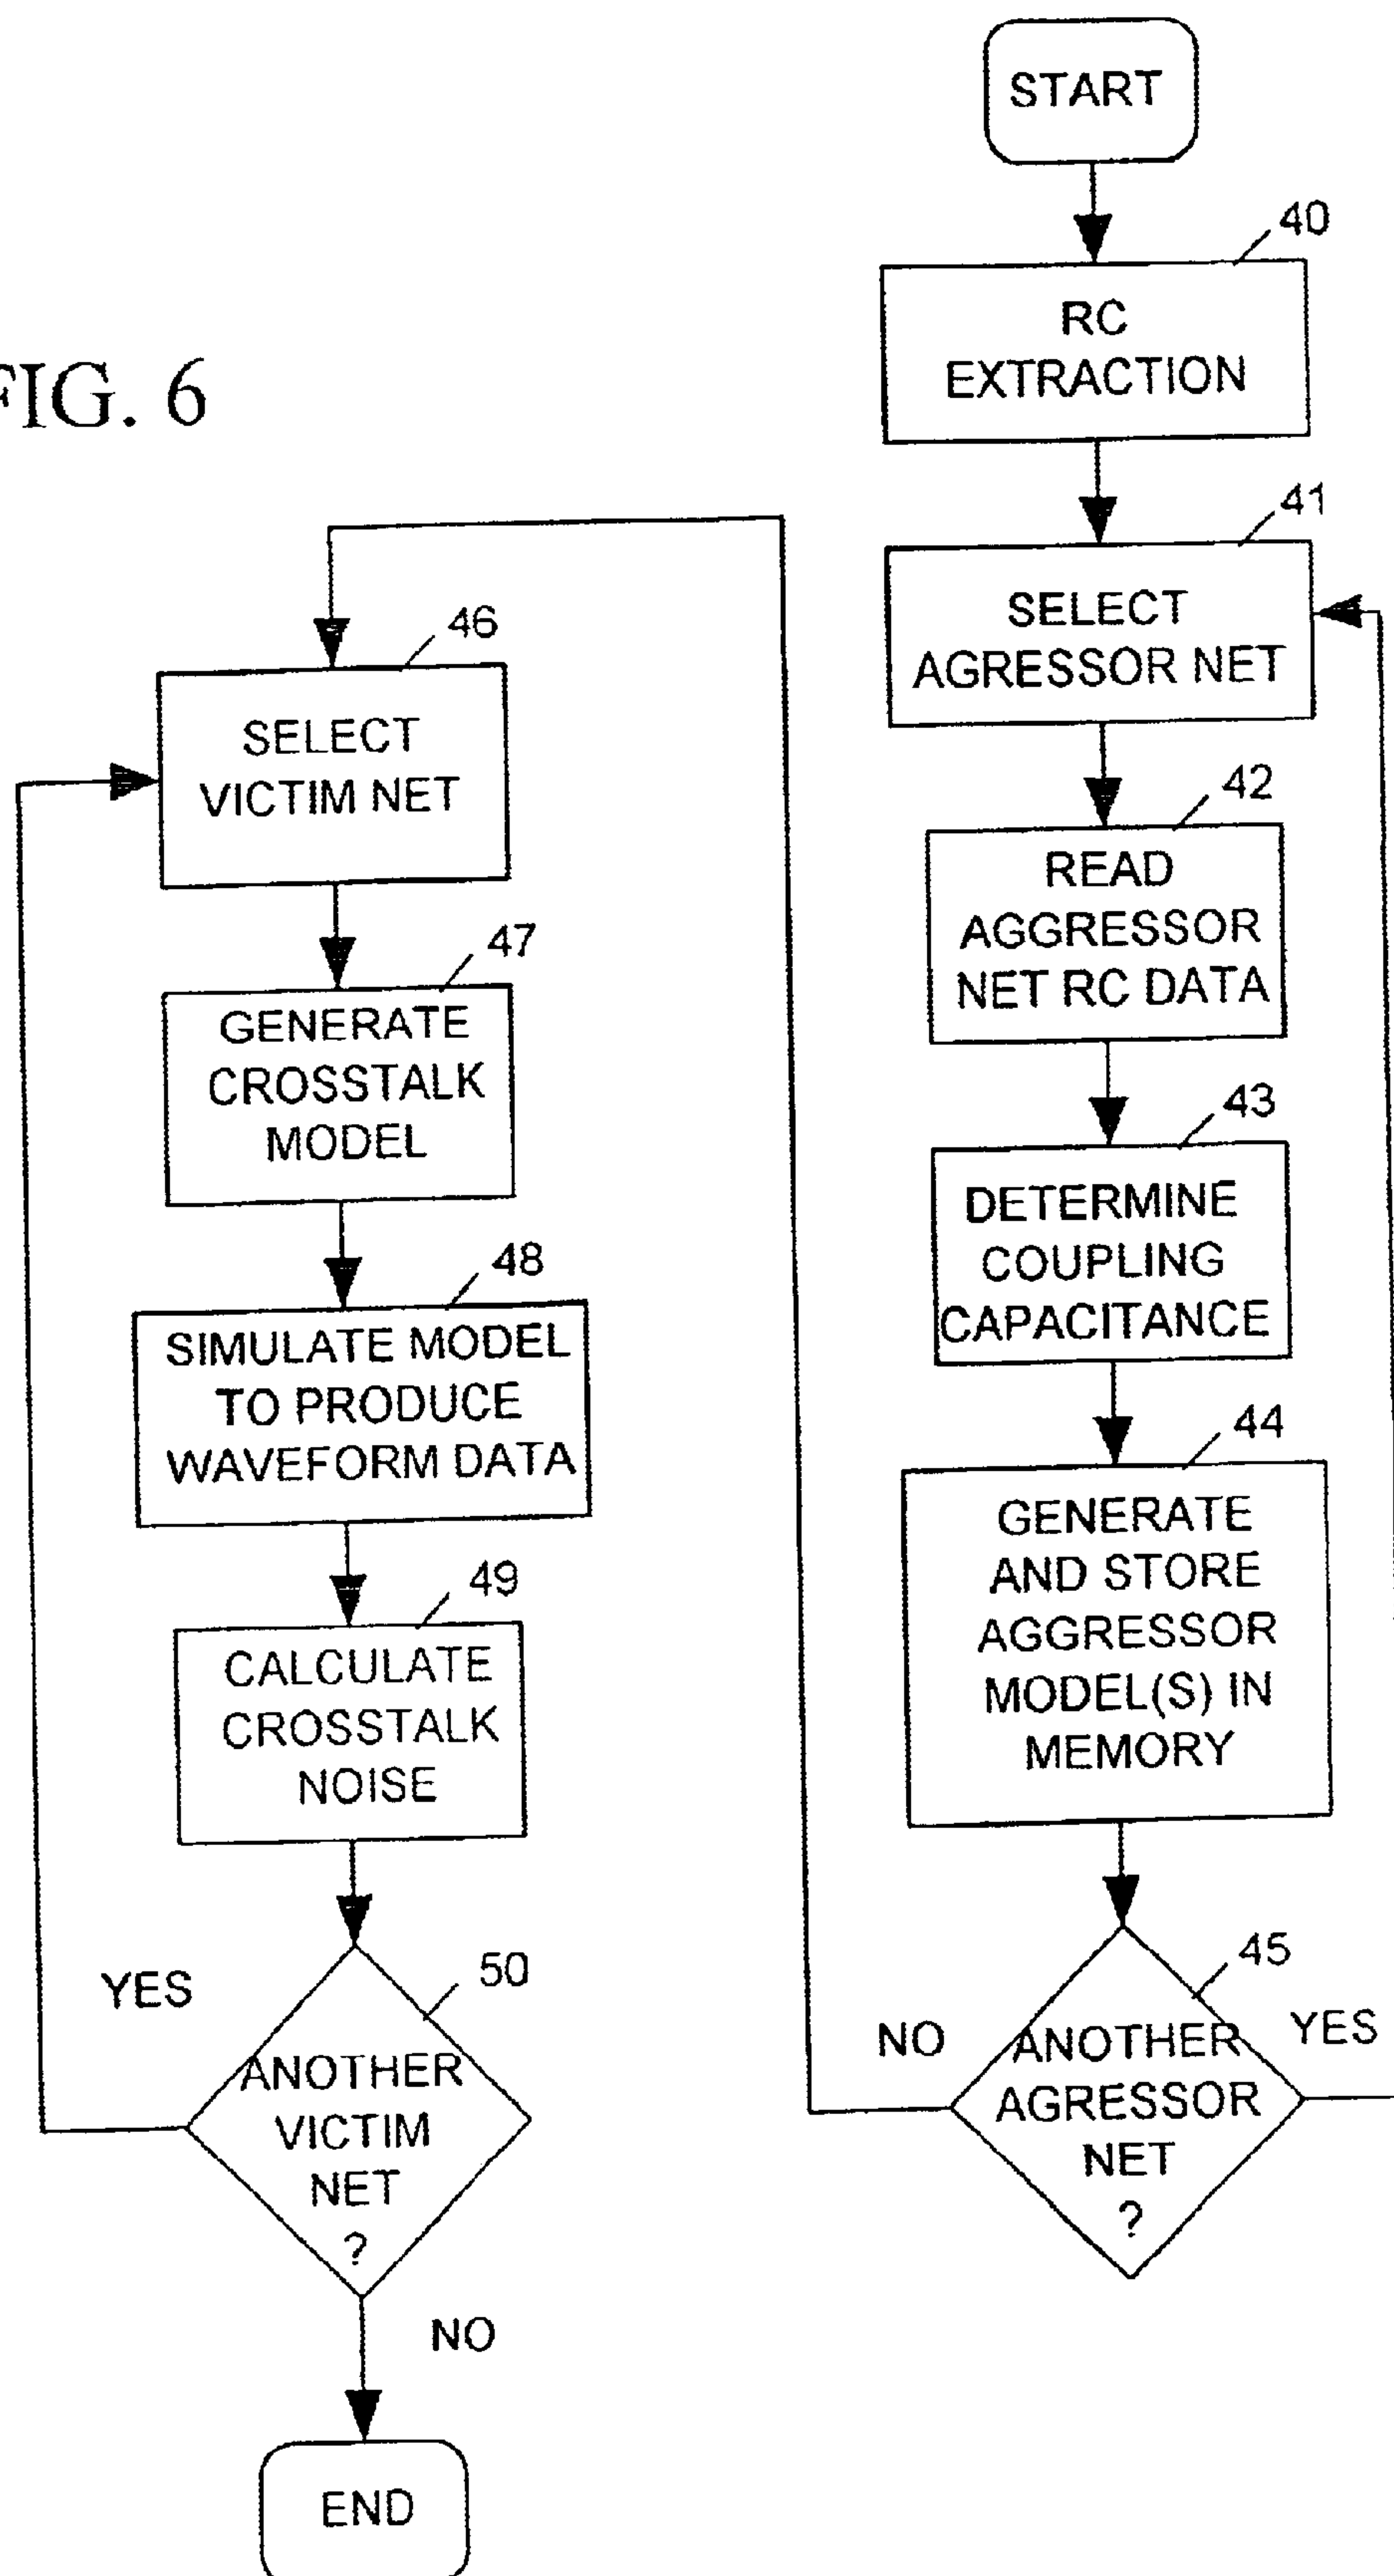 FIG. 6
START
40
RC
EXTRACTION
41
SELECT
AGRESSOR NET
42
READ
AGGRESSOR
NET RC DATA
43
DETERMINE
COUPLING
CAPACITANCE
44
GENERATE
AND STORE
AGGRESSOR
MODEL(S) IN
MEMORY
45
ANOTHER
AGRESSOR
NET
?
NO
YES
46
SELECT
VICTIM NET
47
GENERATE
CROSSTALK
MODEL
48
SIMULATE MODEL
TO PRODUCE
WAVEFORM DATA
49
CALCULATE
CROSSTALK
NOISE
50
ANOTHER
VICTIM
NET
?
YES
NO
END